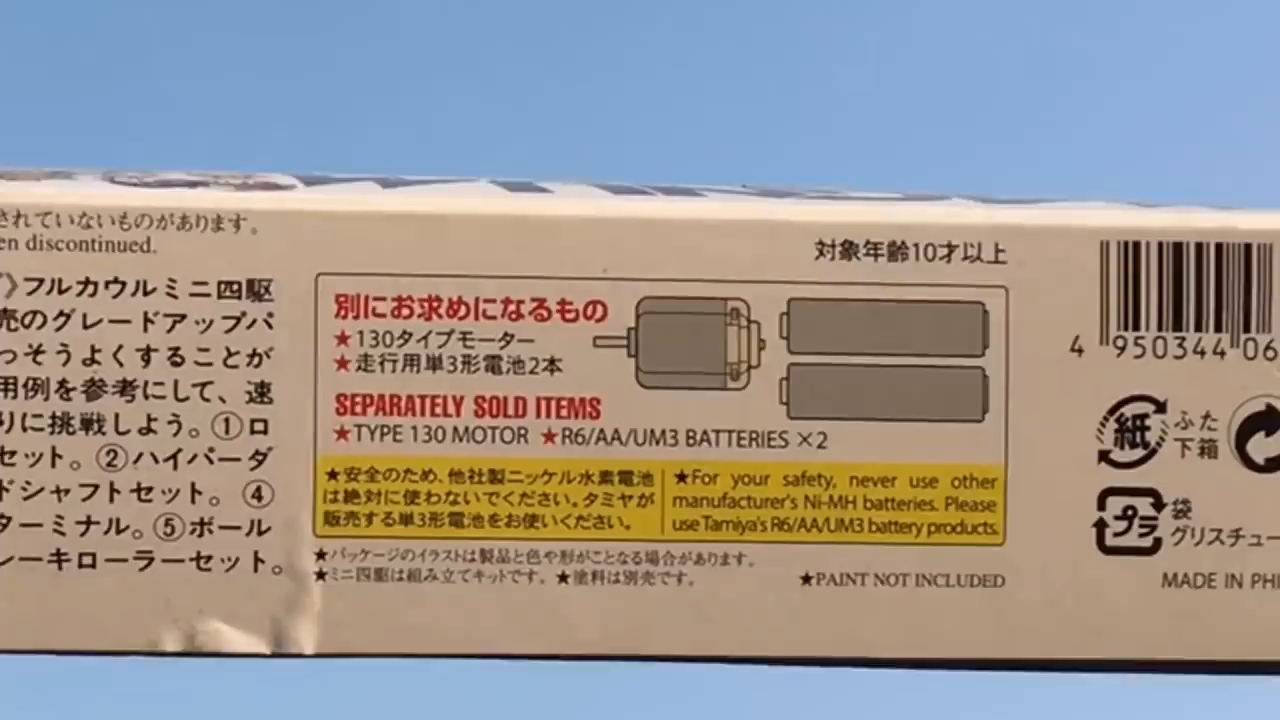 されていないものがあります。
en discontinued.
》フルカウルミニ四駆
売のグレードアップパ
っそうよくすることが
用例を参考にして、速
りに挑戦しよう。①ロ
セット。②ハイパーダ
ドシャフトセット。④
ターミナル。⑤ボール
レーキローラーセット。
対象年齢10才以上
別にお求めになるもの
★130タイプモーター
★走行用単3形電池2本
SEPARATELY SOLD ITEMS
★TYPE 130 MOTOR ★R6/AA/UM3 BATTERIES ×2
★安全のため、他社製ニッケル水素電池
は絶対に使わないでください。タミヤが
販売する単3形電池をお使いください。
★For your safety, never use other
manufacturer's Ni-MH batteries. Please
use Tamiya's R6/AA/UM3 battery products.
★パッケージのイラストは製品と色や形がことなる場合があります。
★ミニ四駆は組み立てキットです。★塗料は別売です。
★PAINT NOT INCLUDED
4 950344 06
紙 ふた
下箱
プラ 袋
グリスチュー
MADE IN PHI